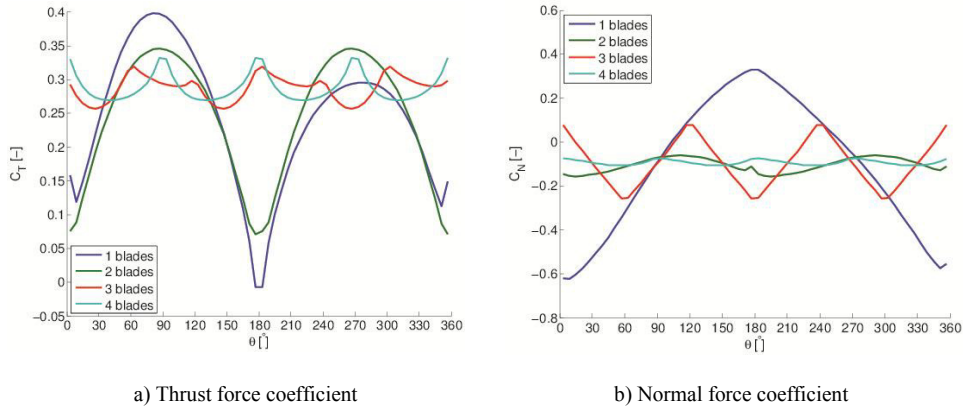 0.4
0.35
0.3
0.25
0.2
0.15
0.1
0.05
0
−0.05
C_T [−]
1 blades
2 blades
3 blades
4 blades
0 30 60 90 120 150 180 210 240 270 300 330 360
θ [°]
a) Thrust force coefficient
0.6
0.4
0.2
0
−0.2
−0.4
−0.6
−0.8
C_N [−]
1 blades
2 blades
3 blades
4 blades
0 30 60 90 120 150 180 210 240 270 300 330 360
θ [°]
b) Normal force coefficient